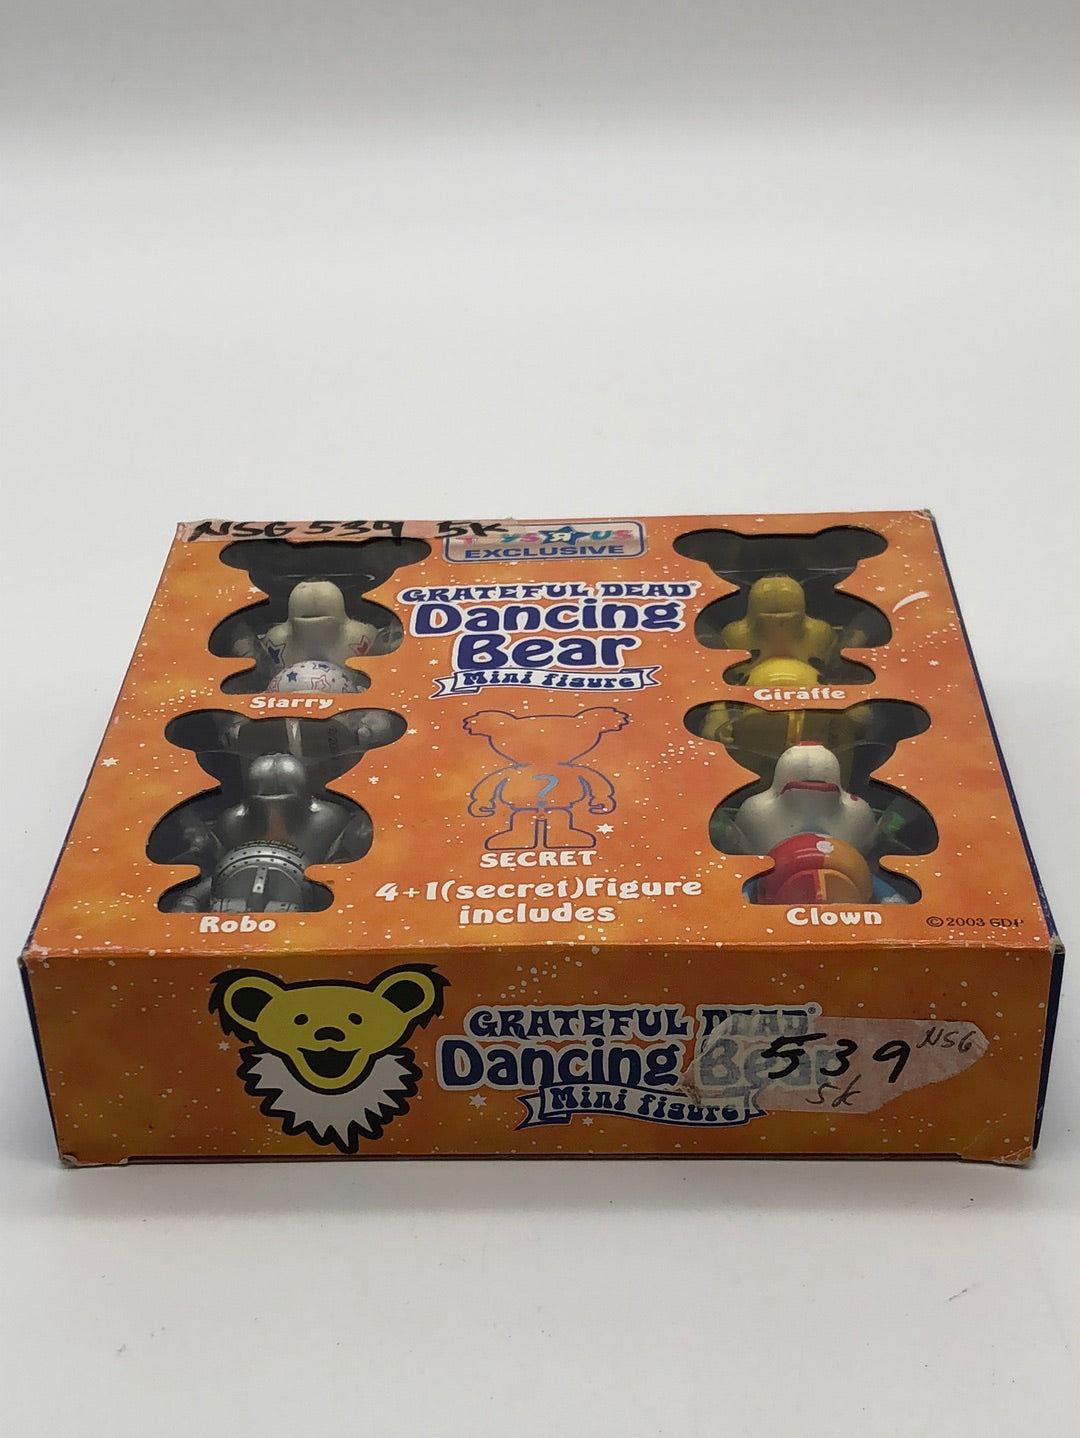 NSG 539 5K
TOYS"R"US
EXCLUSIVE
GRATEFUL DEAD®
Dancing
Bear
Mini figure
Starry
Giraffe
?
SECRET
4+1(secret)Figure
includes
Robo
Clown
©2003 GDP
GRATEFUL DEAD®
Dancing Bear
Mini figure
539 NSG
5K